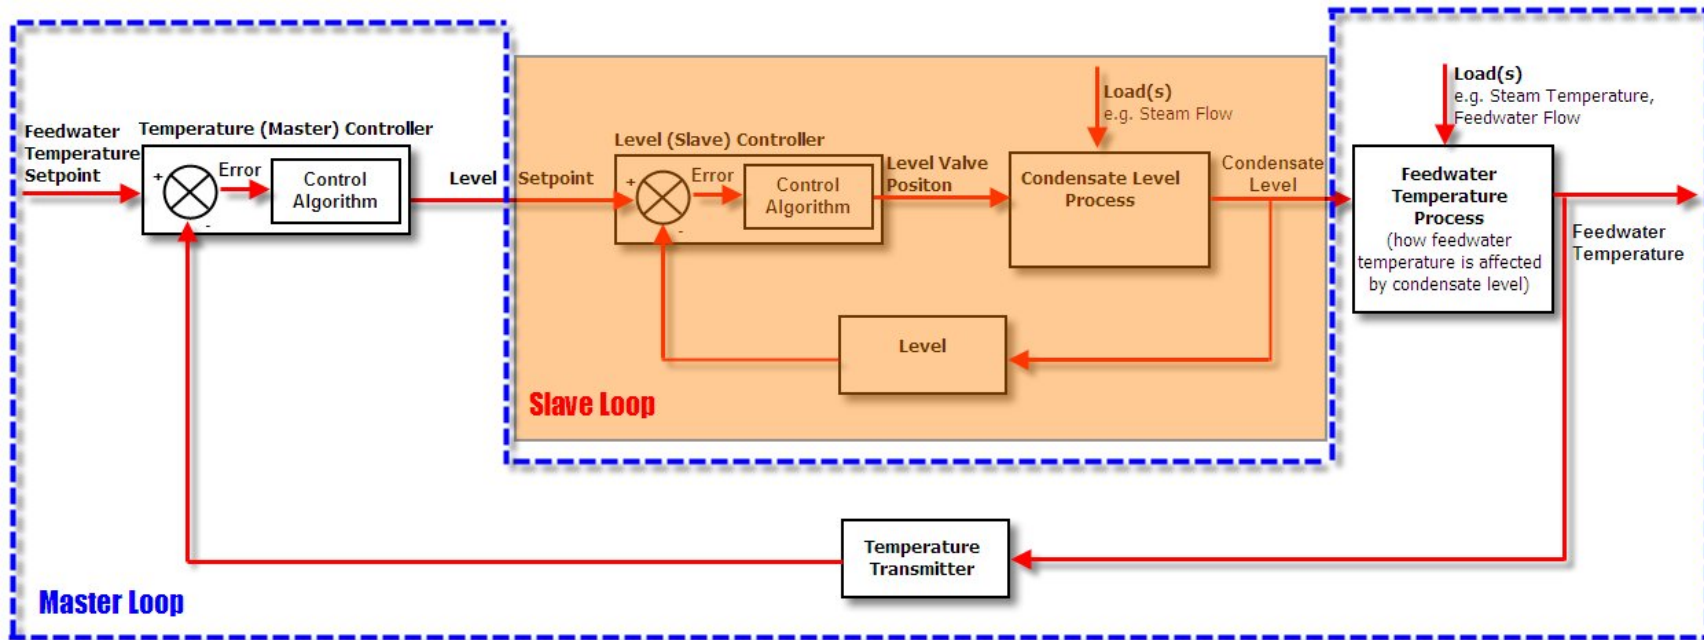 Feedwater
Temperature
Setpoint
Temperature (Master) Controller
+
-
Error
Control
Algorithm
Level
Setpoint
Level (Slave) Controller
+
-
Error
Control
Algorithm
Level Valve
Positon
Load(s)
e.g. Steam Flow
Condensate Level
Process
Condensate
Level
Level
Slave Loop
Load(s)
e.g. Steam Temperature,
Feedwater Flow
Feedwater
Temperature
Process
(how feedwater
temperature is affected
by condensate level)
Feedwater
Temperature
Temperature
Transmitter
Master Loop